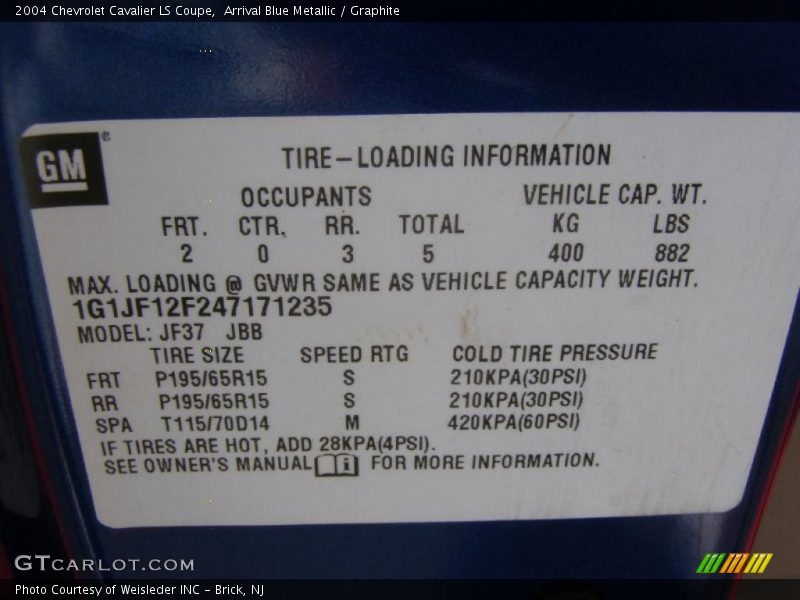 2004 Chevrolet Cavalier LS Coupe, Arrival Blue Metallic / Graphite
GM®
TIRE–LOADING INFORMATION
OCCUPANTS VEHICLE CAP. WT.
FRT. CTR. RR. TOTAL KG LBS
2 0 3 5 400 882
MAX. LOADING @ GVWR SAME AS VEHICLE CAPACITY WEIGHT.
1G1JF12F247171235
MODEL: JF37 JBB
TIRE SIZE SPEED RTG COLD TIRE PRESSURE
FRT P195/65R15 S 210KPA(30PSI)
RR P195/65R15 S 210KPA(30PSI)
SPA T115/70D14 M 420KPA(60PSI)
IF TIRES ARE HOT, ADD 28KPA(4PSI).
SEE OWNER'S MANUAL i FOR MORE INFORMATION.
GTCARLOT.COM
Photo Courtesy of Weisleder INC – Brick, NJ